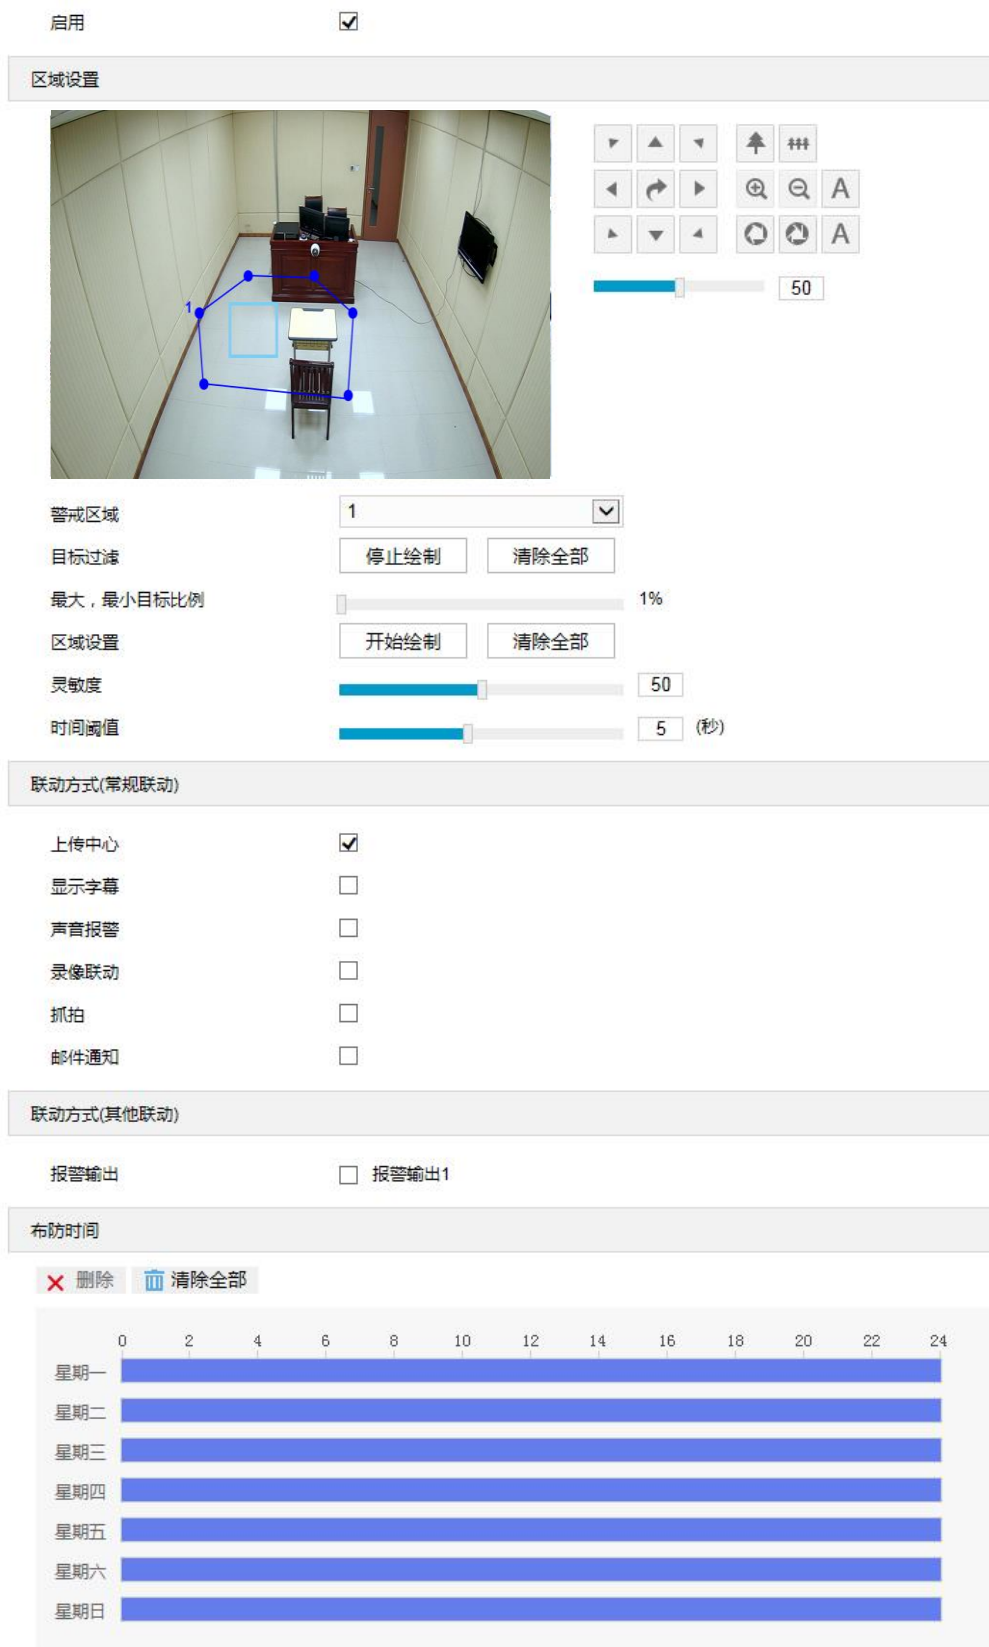 启用
区域设置
1
A
A
50
警戒区域 1
目标过滤 停止绘制 清除全部
最大，最小目标比例 1%
区域设置 开始绘制 清除全部
灵敏度 50
时间阈值 5 (秒)
联动方式(常规联动)
上传中心
显示字幕
声音报警
录像联动
抓拍
邮件通知
联动方式(其他联动)
报警输出 报警输出1
布防时间
删除 清除全部
0 2 4 6 8 10 12 14 16 18 20 22 24
星期一
星期二
星期三
星期四
星期五
星期六
星期日